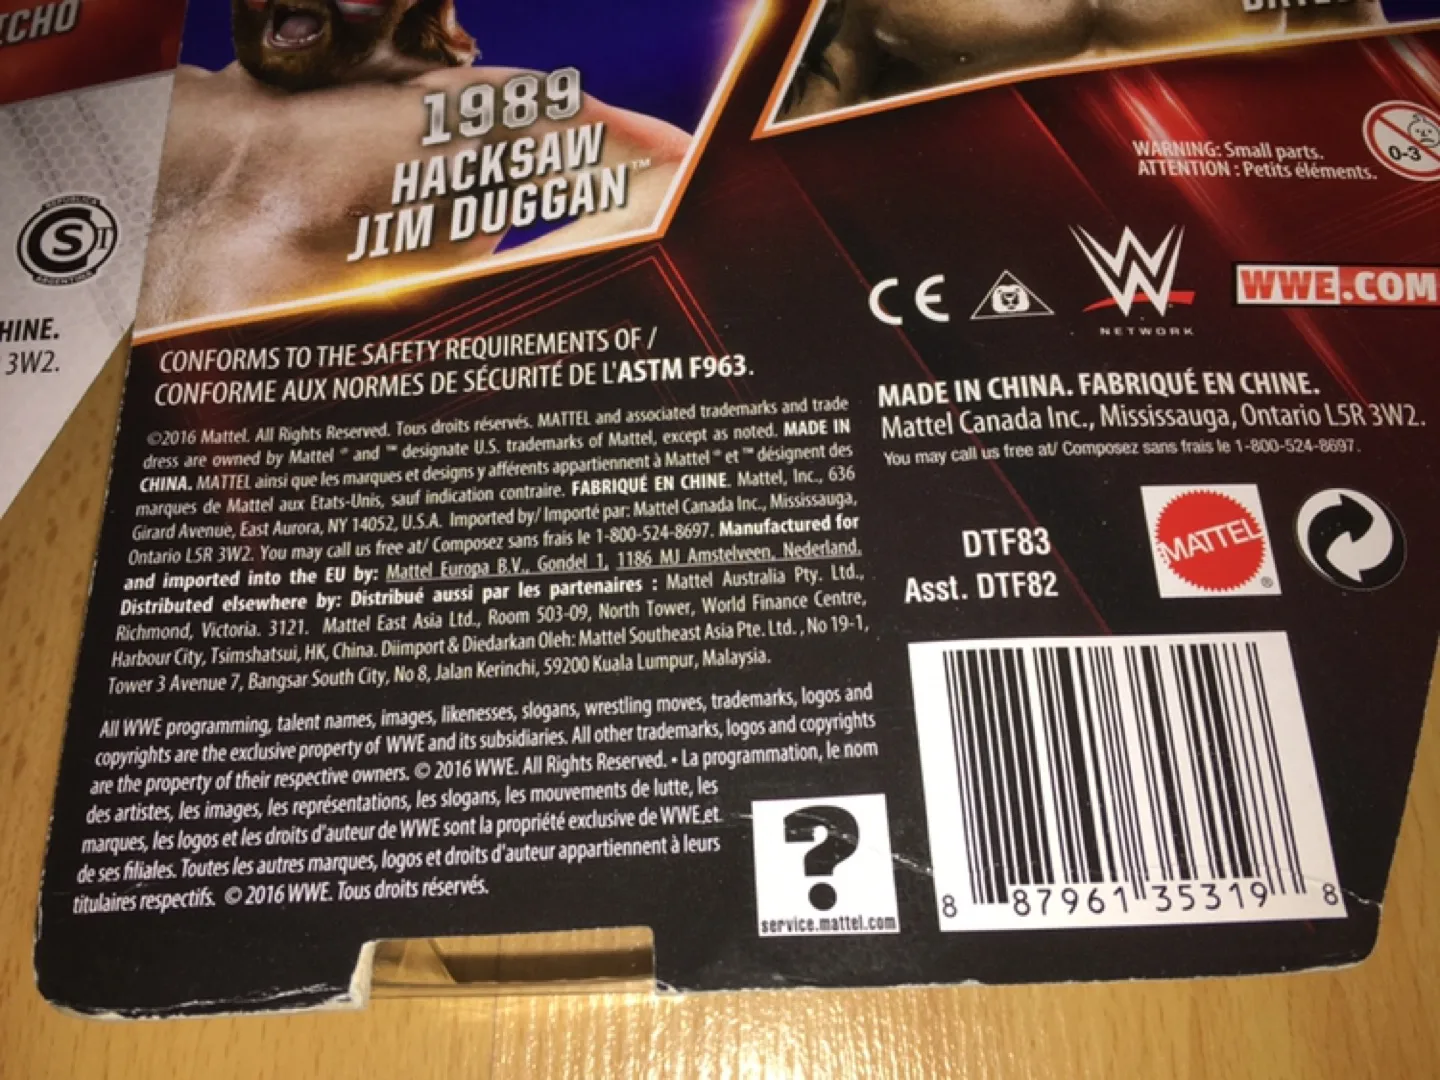 1989
HACKSAW
JIM DUGGAN™
WARNING: Small parts.
ATTENTION : Petits éléments.
0-3
REPUBLICA
S
ARGENTINA
HINE.
3W2.
CE
W
NETWORK
WWE.COM
CONFORMS TO THE SAFETY REQUIREMENTS OF /
CONFORME AUX NORMES DE SÉCURITÉ DE L'ASTM F963.
©2016 Mattel. All Rights Reserved. Tous droits réservés. MATTEL and associated trademarks and trade
dress are owned by Mattel ® and ™ designate U.S. trademarks of Mattel, except as noted. MADE IN
CHINA. MATTEL ainsi que les marques et designs y afférents appartiennent à Mattel ® et ™ désignent des
marques de Mattel aux Etats-Unis, sauf indication contraire. FABRIQUÉ EN CHINE. Mattel, Inc., 636
Girard Avenue, East Aurora, NY 14052, U.S.A. Imported by/ Importé par: Mattel Canada Inc., Mississauga,
Ontario L5R 3W2. You may call us free at/ Composez sans frais le 1-800-524-8697. Manufactured for
and imported into the EU by: Mattel Europa B.V., Gondel 1, 1186 MJ Amstelveen, Nederland.
Distributed elsewhere by: Distribué aussi par les partenaires : Mattel Australia Pty. Ltd.,
Richmond, Victoria. 3121. Mattel East Asia Ltd., Room 503-09, North Tower, World Finance Centre,
Harbour City, Tsimshatsui, HK, China. Diimport & Diedarkan Oleh: Mattel Southeast Asia Pte. Ltd. , No 19-1,
Tower 3 Avenue 7, Bangsar South City, No 8, Jalan Kerinchi, 59200 Kuala Lumpur, Malaysia.
All WWE programming, talent names, images, likenesses, slogans, wrestling moves, trademarks, logos and
copyrights are the exclusive property of WWE and its subsidiaries. All other trademarks, logos and copyrights
are the property of their respective owners. © 2016 WWE. All Rights Reserved. • La programmation, le nom
des artistes, les images, les représentations, les slogans, les mouvements de lutte, les
marques, les logos et les droits d'auteur de WWE sont la propriété exclusive de WWE et
de ses filiales. Toutes les autres marques, logos et droits d'auteur appartiennent à leurs
titulaires respectifs. © 2016 WWE. Tous droits réservés.
MADE IN CHINA. FABRIQUÉ EN CHINE.
Mattel Canada Inc., Mississauga, Ontario L5R 3W2.
You may call us free at/ Composez sans frais le 1-800-524-8697.
DTF83
Asst. DTF82
MATTEL®
?
service.mattel.com
8 87961 35319 8